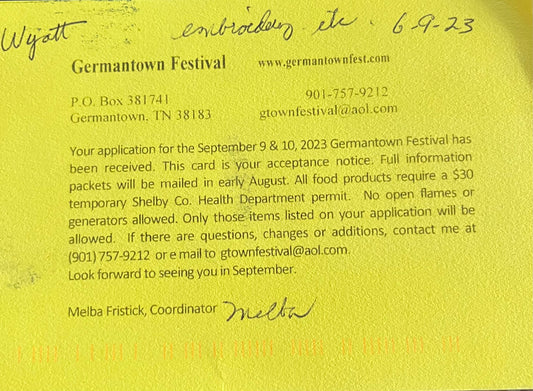 Wyatt embroidery etc. 6-9-23
Germantown Festival www.germantownfest.com
P.O. Box 381741 901-757-9212
Germantown, TN 38183 gtownfestival@aol.com
Your application for the September 9 & 10, 2023 Germantown Festival has
been received. This card is your acceptance notice. Full information
packets will be mailed in early August. All food products require a $30
temporary Shelby Co. Health Department permit. No open flames or
generators allowed. Only those items listed on your application will be
allowed. If there are questions, changes or additions, contact me at
(901) 757-9212 or e mail to gtownfestival@aol.com.
Look forward to seeing you in September.
Melba Fristick, Coordinator Melba